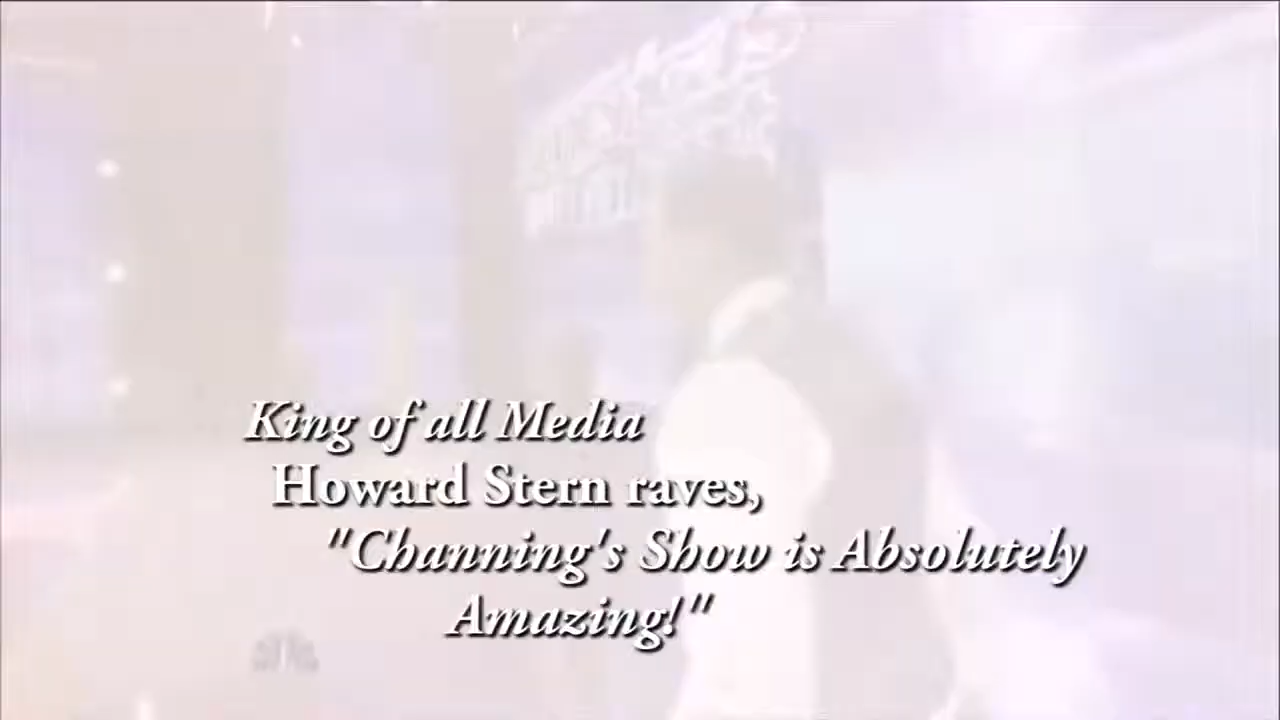 King of all Media
Howard Stern raves,
"Channing's Show is Absolutely
Amazing!"